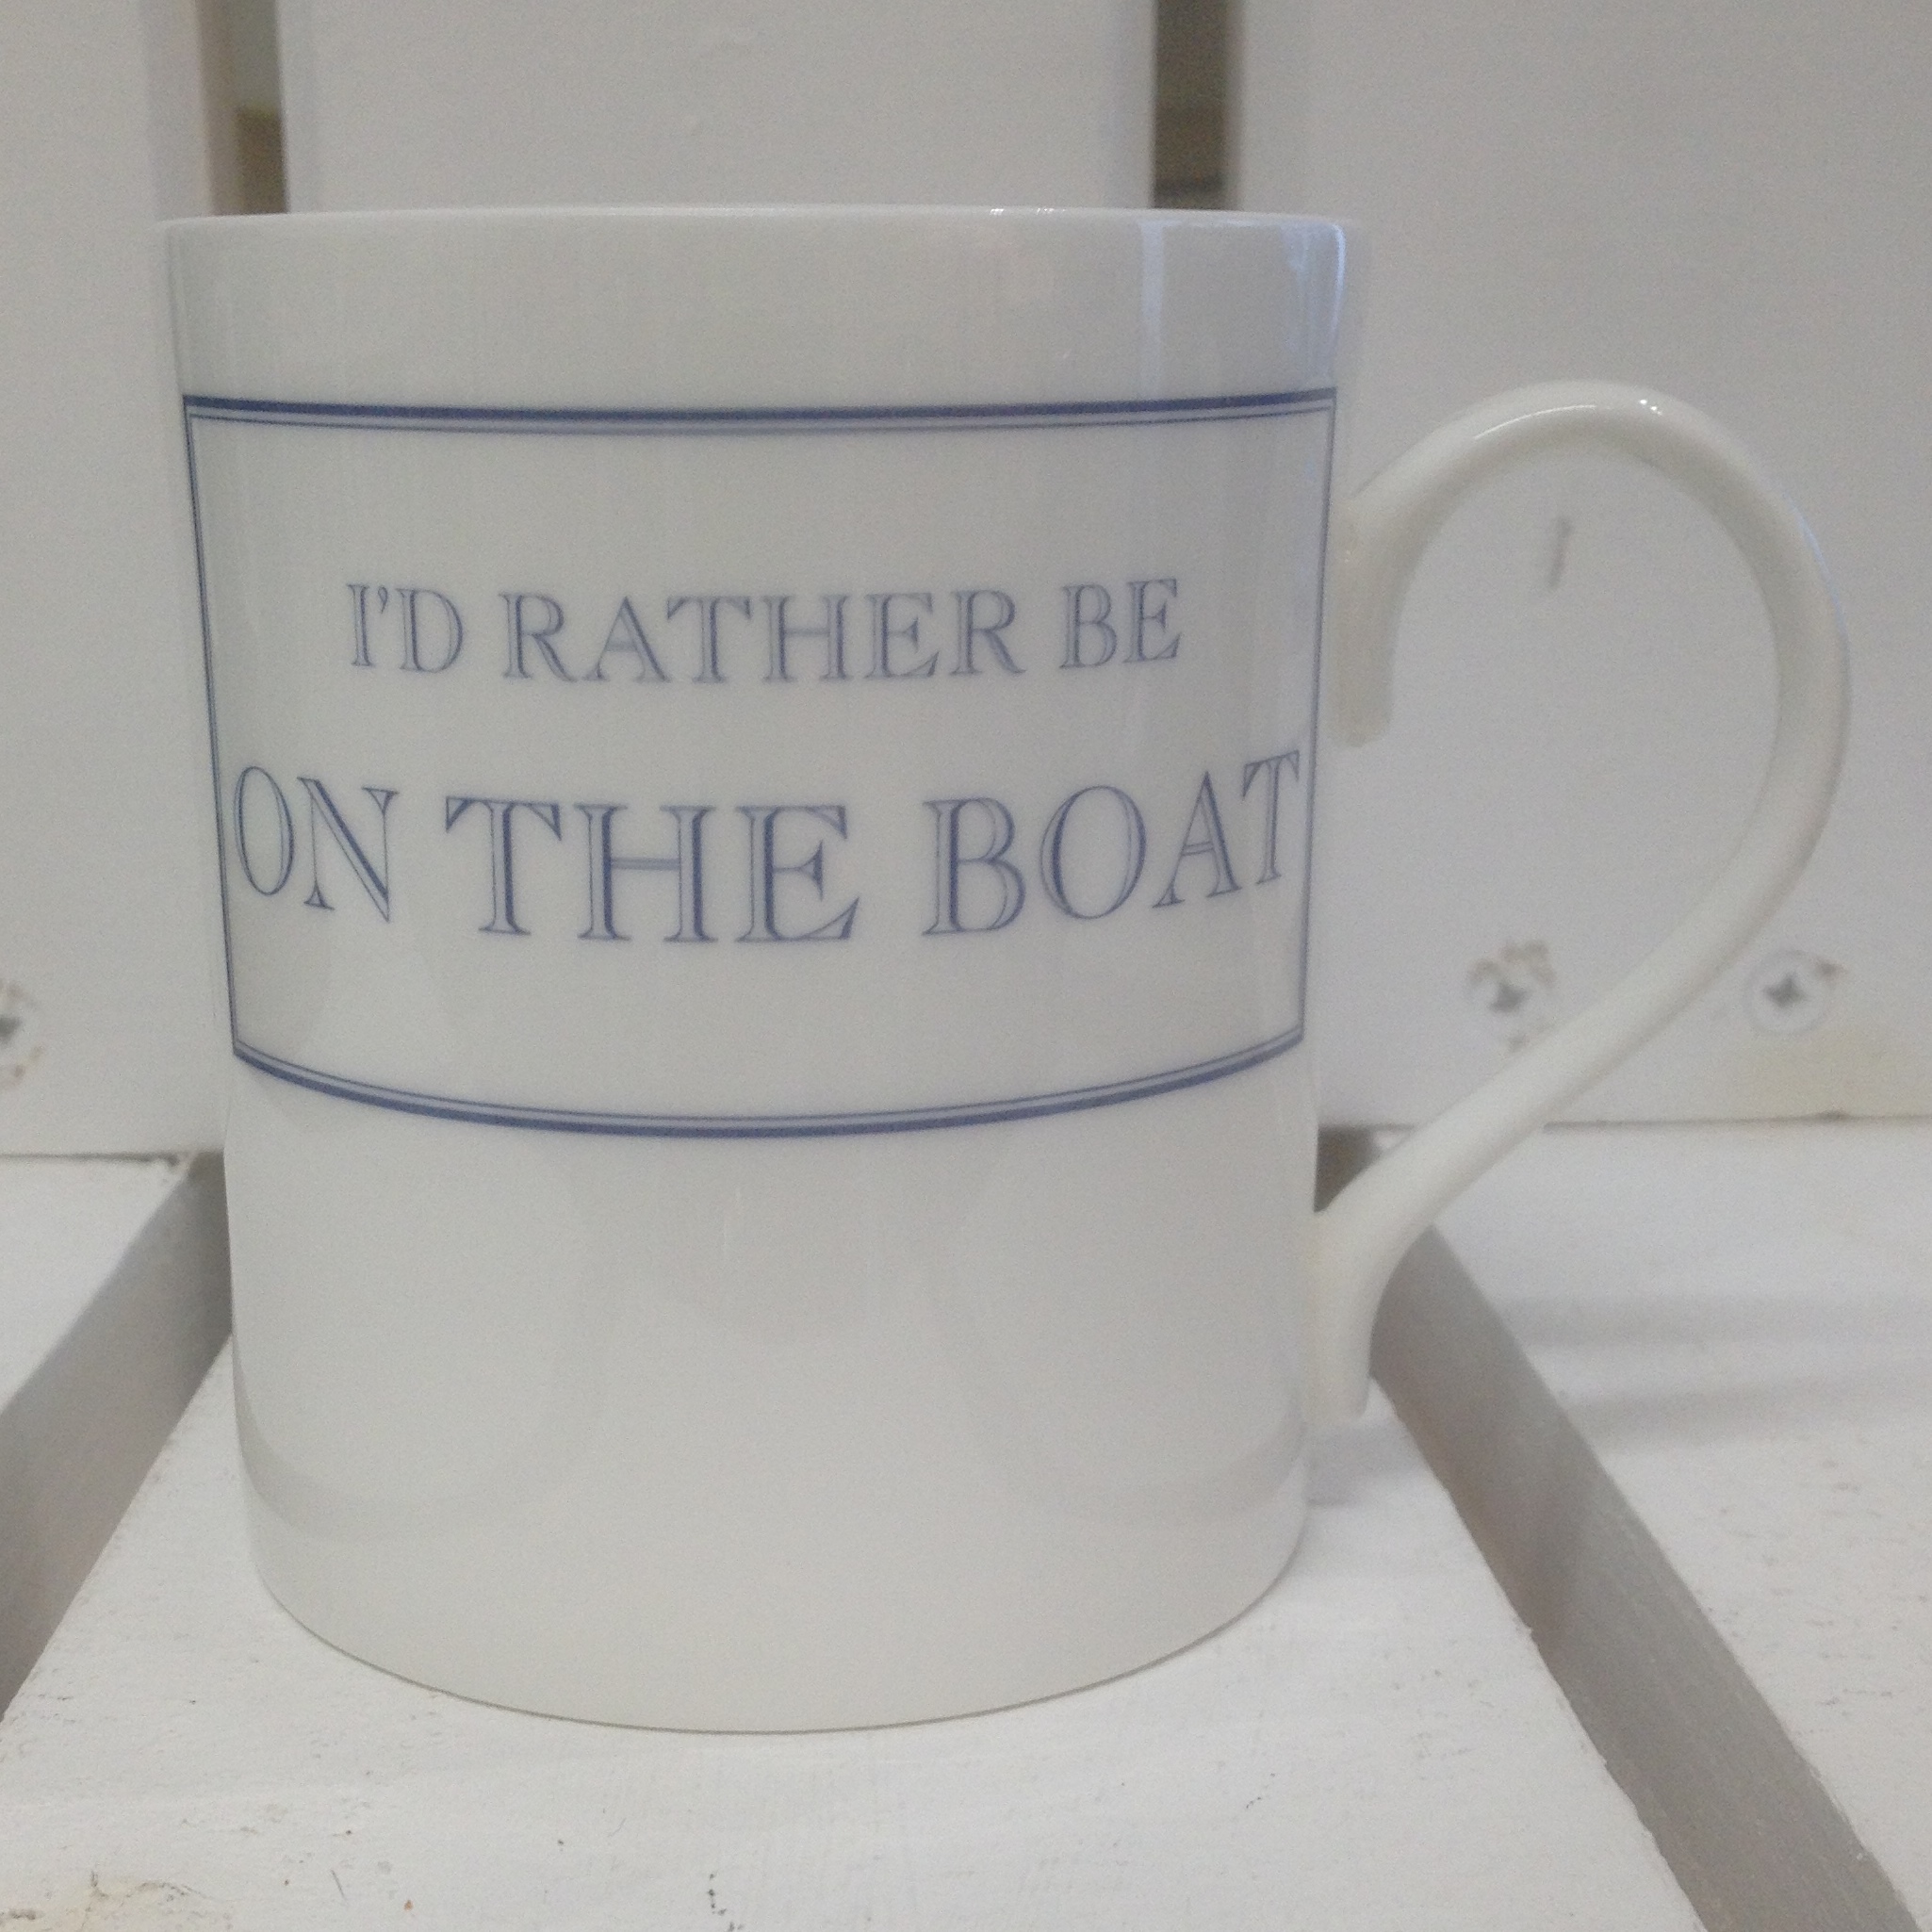 I'D RATHER BE
ON THE BOAT